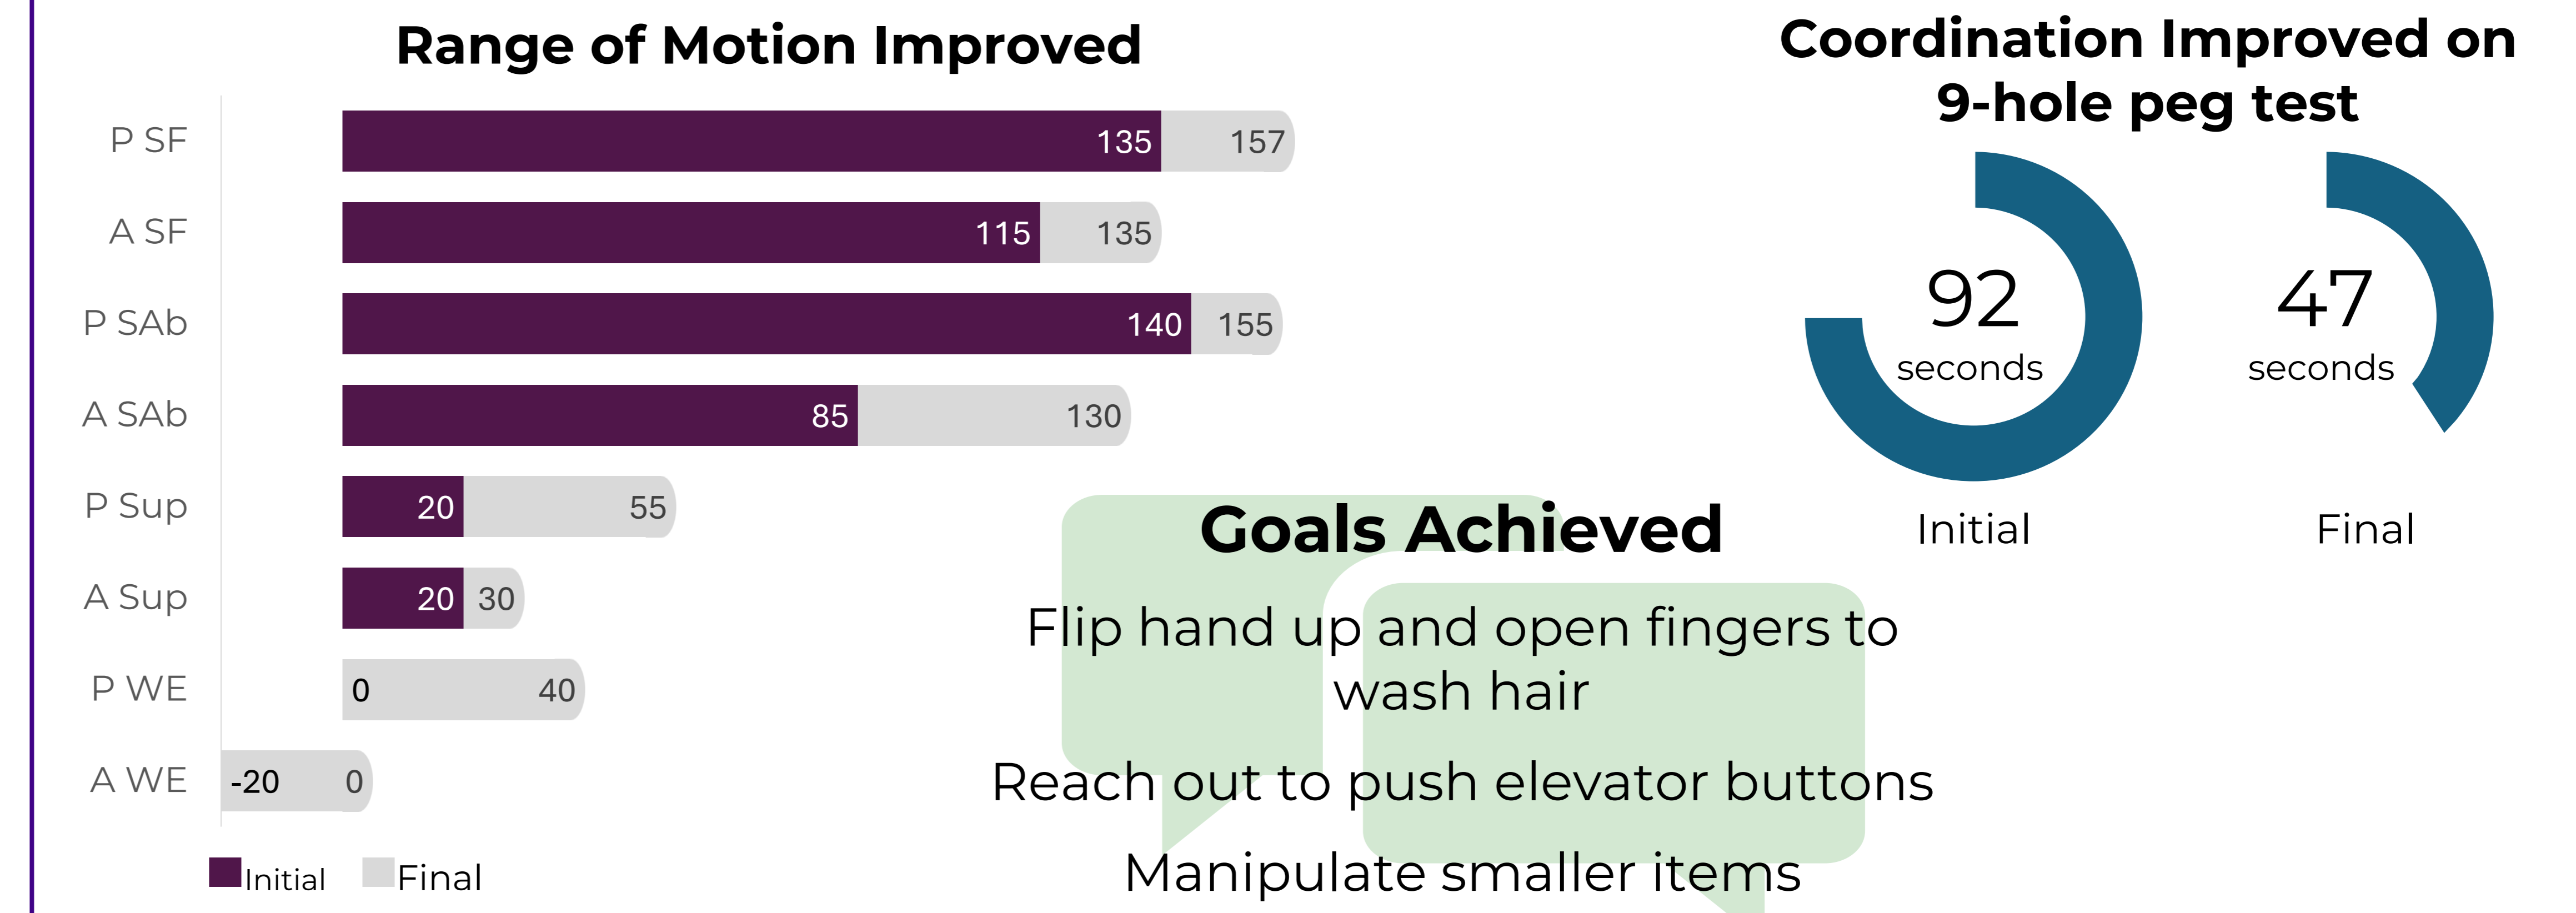 Range of Motion Improved
P SF
135
157
A SF
115
135
P SAb
140
155
A SAb
85
130
P Sup
20
55
A Sup
20
30
P WE
0
40
A WE
-20
0
Initial
Final
Coordination Improved on
9-hole peg test
92
seconds
Initial
47
seconds
Final
Goals Achieved
Flip hand up and open fingers to
wash hair
Reach out to push elevator buttons
Manipulate smaller items